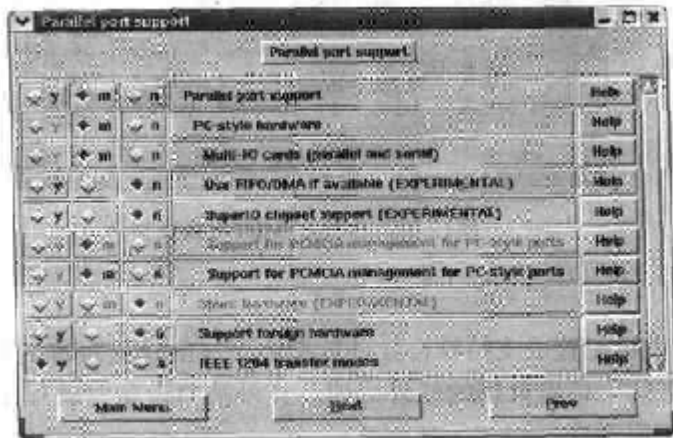 Parallel port support
Parallel port support
y m n Parallel port support Help
y m n PC-style hardware Help
y m n Multi-IO cards (parallel and serial) Help
y n Use FIFO/DMA if available (EXPERIMENTAL) Help
y n SuperIO chipset support (EXPERIMENTAL) Help
y m n Support for PCMCIA management for PC-style ports Help
y m n Support for PCMCIA management for PC-style ports Help
y m n hardware (EXPERIMENTAL) Help
y n Support foreign hardware Help
y n IEEE 1284 transfer modes Help
Main Menu Next Prev